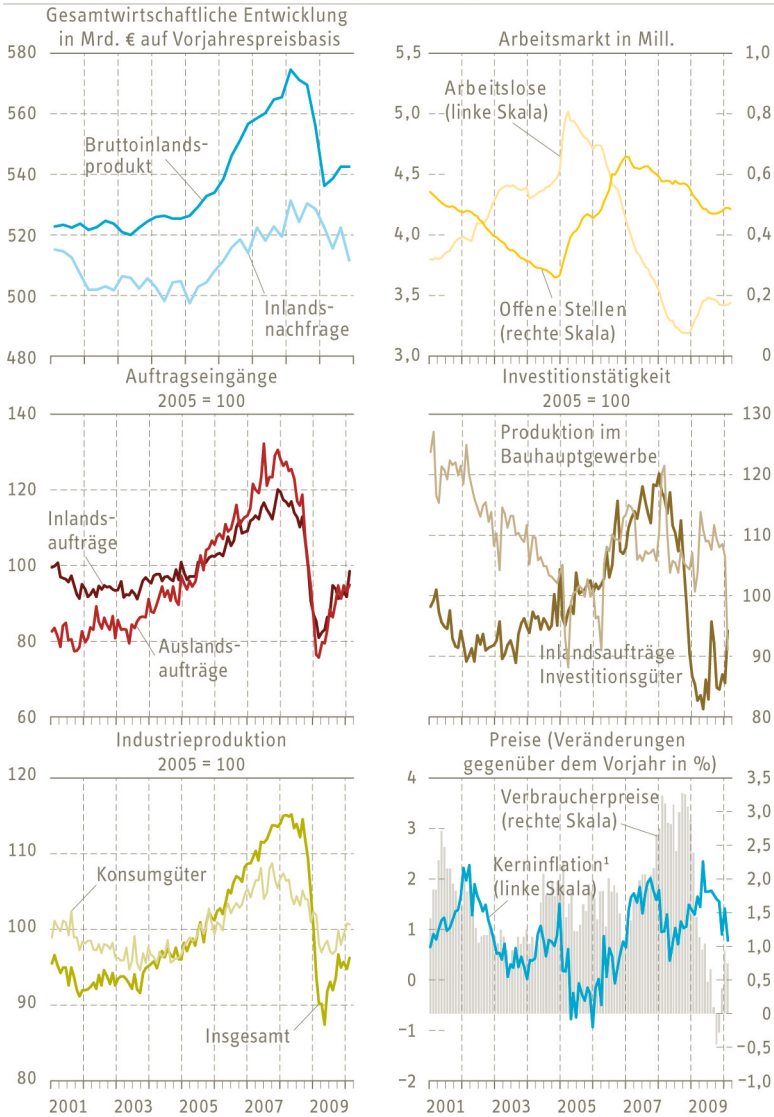 Gesamtwirtschaftliche Entwicklung
in Mrd. € auf Vorjahrespreisbasis
580
560
540
520
500
480
Bruttoinlands-
produkt
Inlands-
nachfrage
Arbeitsmarkt in Mill.
5,5
5,0
4,5
4,0
3,5
3,0
1,0
0,8
0,6
0,4
0,2
0
Arbeitslose
(linke Skala)
Offene Stellen
(rechte Skala)
Auftragseingänge
2005 = 100
140
120
100
80
60
Inlands-
aufträge
Auslands-
aufträge
Investitionstätigkeit
2005 = 100
130
120
110
100
90
80
Produktion im
Bauhauptgewerbe
Inlandsaufträge
Investitionsgüter
Industrieproduktion
2005 = 100
120
110
100
90
80
Konsumgüter
Insgesamt
2001 2003 2005 2007 2009
Preise (Veränderungen
gegenüber dem Vorjahr in %)
4
3
2
1
0
−1
−2
3,5
3,0
2,5
2,0
1,5
1,0
0,5
0
−0,5
−1,0
Verbraucherpreise
(rechte Skala)
Kerninflation¹
(linke Skala)
2001 2003 2005 2007 2009